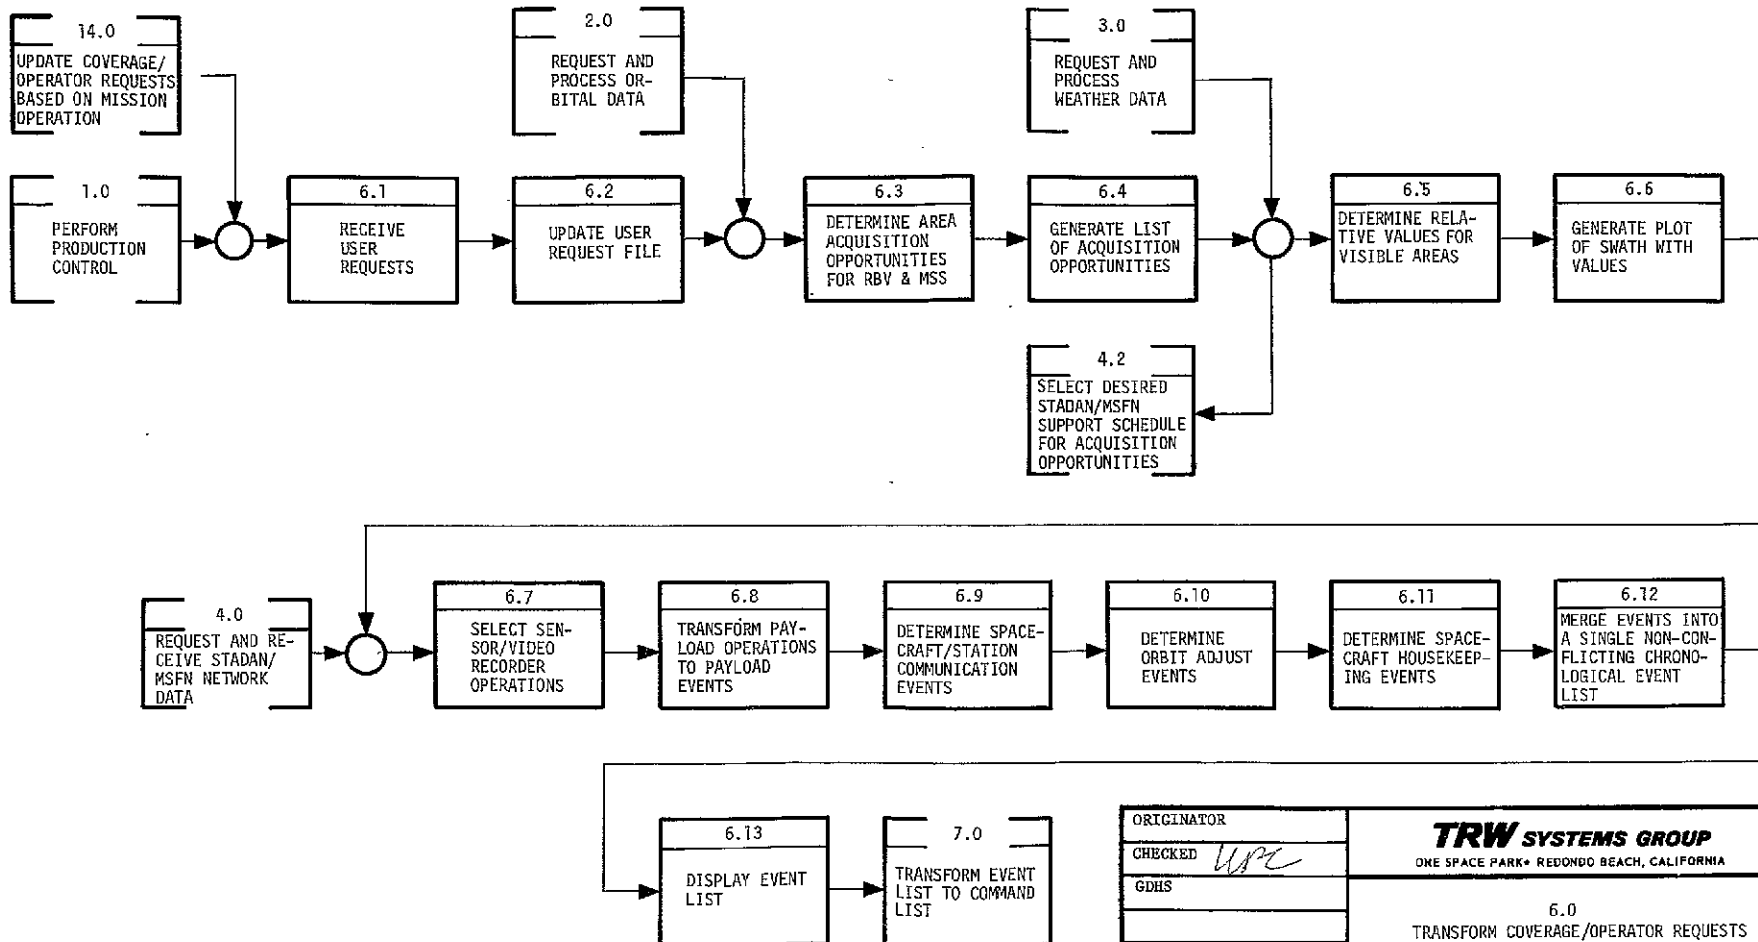 14.0
UPDATE COVERAGE/
OPERATOR REQUESTS
BASED ON MISSION
OPERATION
2.0
REQUEST AND
PROCESS OR-
BITAL DATA
3.0
REQUEST AND
PROCESS
WEATHER DATA
1.0
PERFORM
PRODUCTION
CONTROL
6.1
RECEIVE
USER
REQUESTS
6.2
UPDATE USER
REQUEST FILE
6.3
DETERMINE AREA
ACQUISITION
OPPORTUNITIES
FOR RBV & MSS
6.4
GENERATE LIST
OF ACQUISITION
OPPORTUNITIES
6.5
DETERMINE RELA-
TIVE VALUES FOR
VISIBLE AREAS
6.6
GENERATE PLOT
OF SWATH WITH
VALUES
4.2
SELECT DESIRED
STADAN/MSFN
SUPPORT SCHEDULE
FOR ACQUISITION
OPPORTUNITIES
4.0
REQUEST AND RE-
CEIVE STADAN/
MSFN NETWORK
DATA
6.7
SELECT SEN-
SOR/VIDEO
RECORDER
OPERATIONS
6.8
TRANSFORM PAY-
LOAD OPERATIONS
TO PAYLOAD
EVENTS
6.9
DETERMINE SPACE-
CRAFT/STATION
COMMUNICATION
EVENTS
6.10
DETERMINE
ORBIT ADJUST
EVENTS
6.11
DETERMINE SPACE-
CRAFT HOUSEKEEP-
ING EVENTS
6.12
MERGE EVENTS INTO
A SINGLE NON-CON-
FLICTING CHRONO-
LOGICAL EVENT
LIST
6.13
DISPLAY EVENT
LIST
7.0
TRANSFORM EVENT
LIST TO COMMAND
LIST
ORIGINATOR
CHECKED
GDHS
TRW SYSTEMS GROUP
ONE SPACE PARK• REDONDO BEACH, CALIFORNIA
6.0
TRANSFORM COVERAGE/OPERATOR REQUESTS